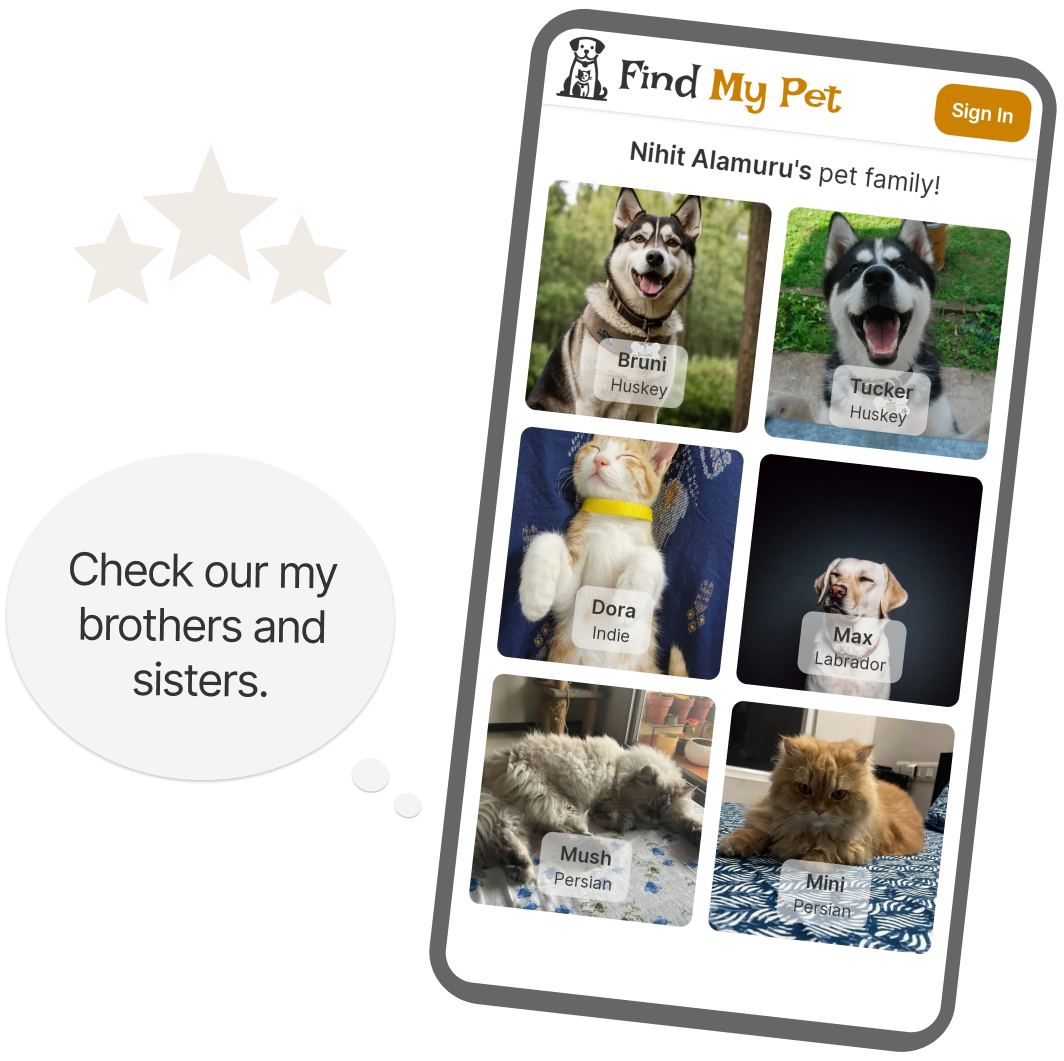 Find My Pet
Sign In
Nihit Alamuru's pet family!
Bruni
Huskey
Tucker
Huskey
Dora
Indie
Max
Labrador
Mush
Persian
Mini
Persian
Check our my
brothers and
sisters.